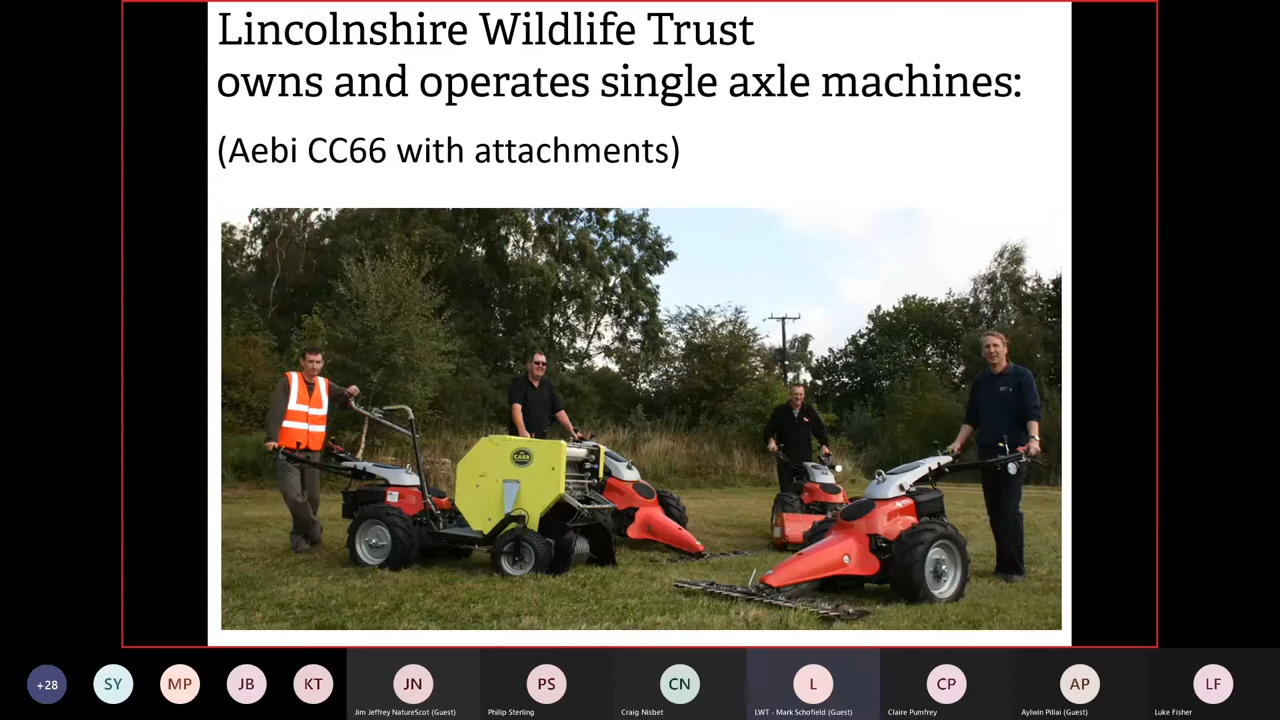 Lincolnshire Wildlife Trust
owns and operates single axle machines:
(Aebi CC66 with attachments)
CAEB
+28
SY
MP
JB
KT
JN
PS
CN
L
CP
AP
LF
Jim Jeffrey NatureScot (Guest)
Philip Sterling
Craig Nisbet
LWT - Mark Schofield (Guest)
Claire Pumfrey
Aylwin Pillai (Guest)
Luke Fisher